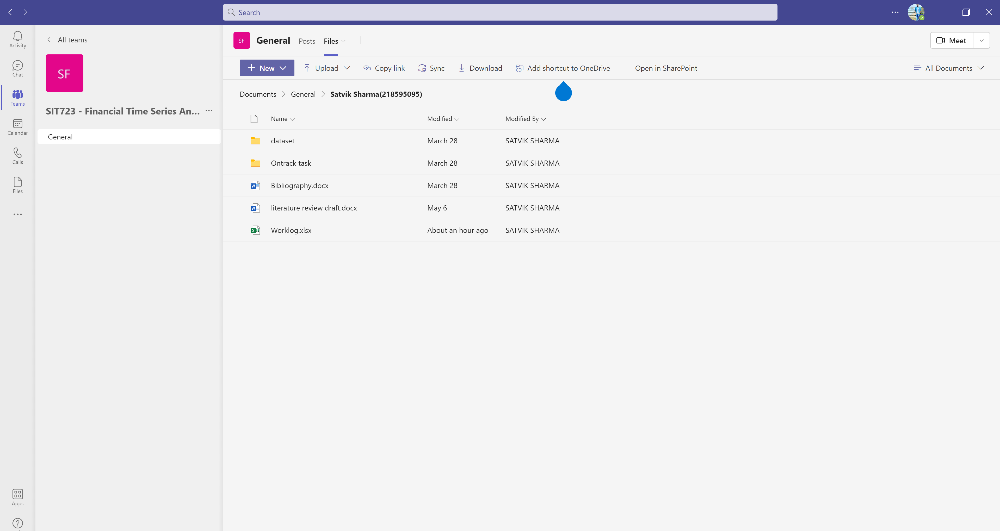 Search
Activity
Chat
Teams
Calendar
Calls
Files
Apps
All teams
SF
SIT723 - Financial Time Series An...
General
SF General Posts Files Meet
New Upload Copy link Sync Download Add shortcut to OneDrive Open in SharePoint All Documents
Documents > General > Satvik Sharma(218595095)
Name Modified Modified By
dataset March 28 SATVIK SHARMA
Ontrack task March 28 SATVIK SHARMA
Bibliography.docx March 28 SATVIK SHARMA
literature review draft.docx May 6 SATVIK SHARMA
Worklog.xlsx About an hour ago SATVIK SHARMA